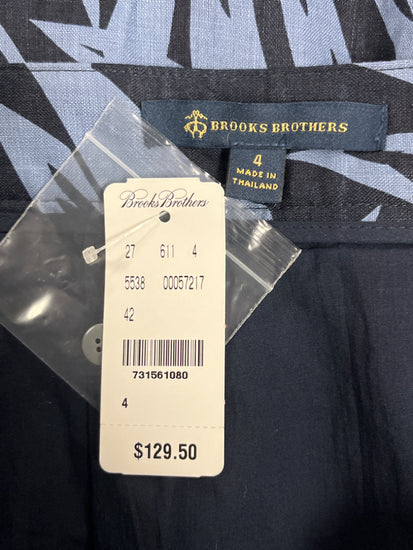 BROOKS BROTHERS
4
MADE IN
THAILAND
Brooks Brothers
27 611 4
5538 00057217
42
731561080
4
$129.50